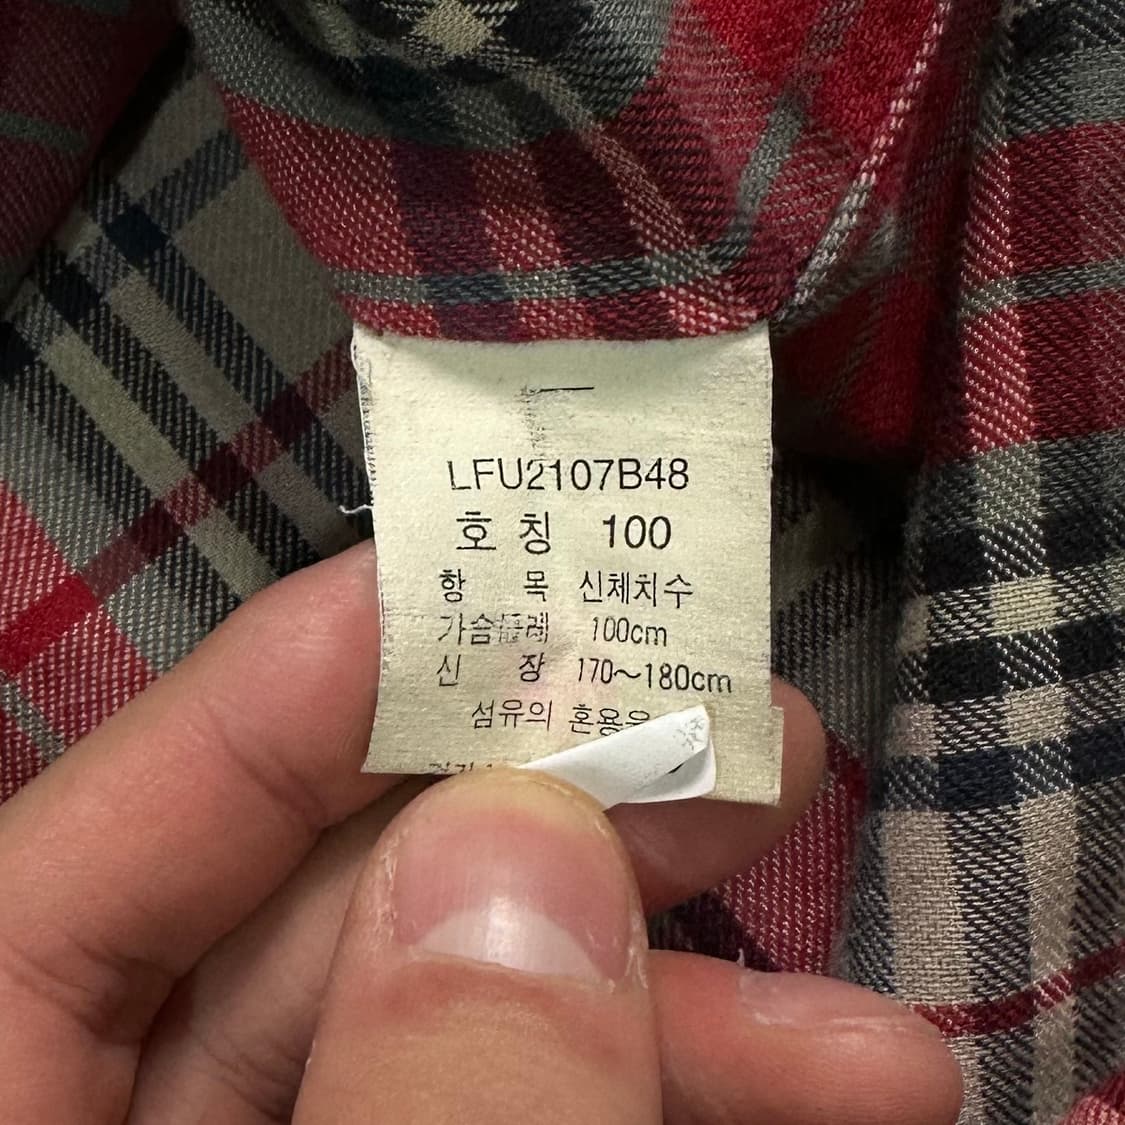 LFU2107B48
호 칭 100
항 목 신체치수
가슴둘레 100cm
신 장 170~180cm
섬유의 혼용율